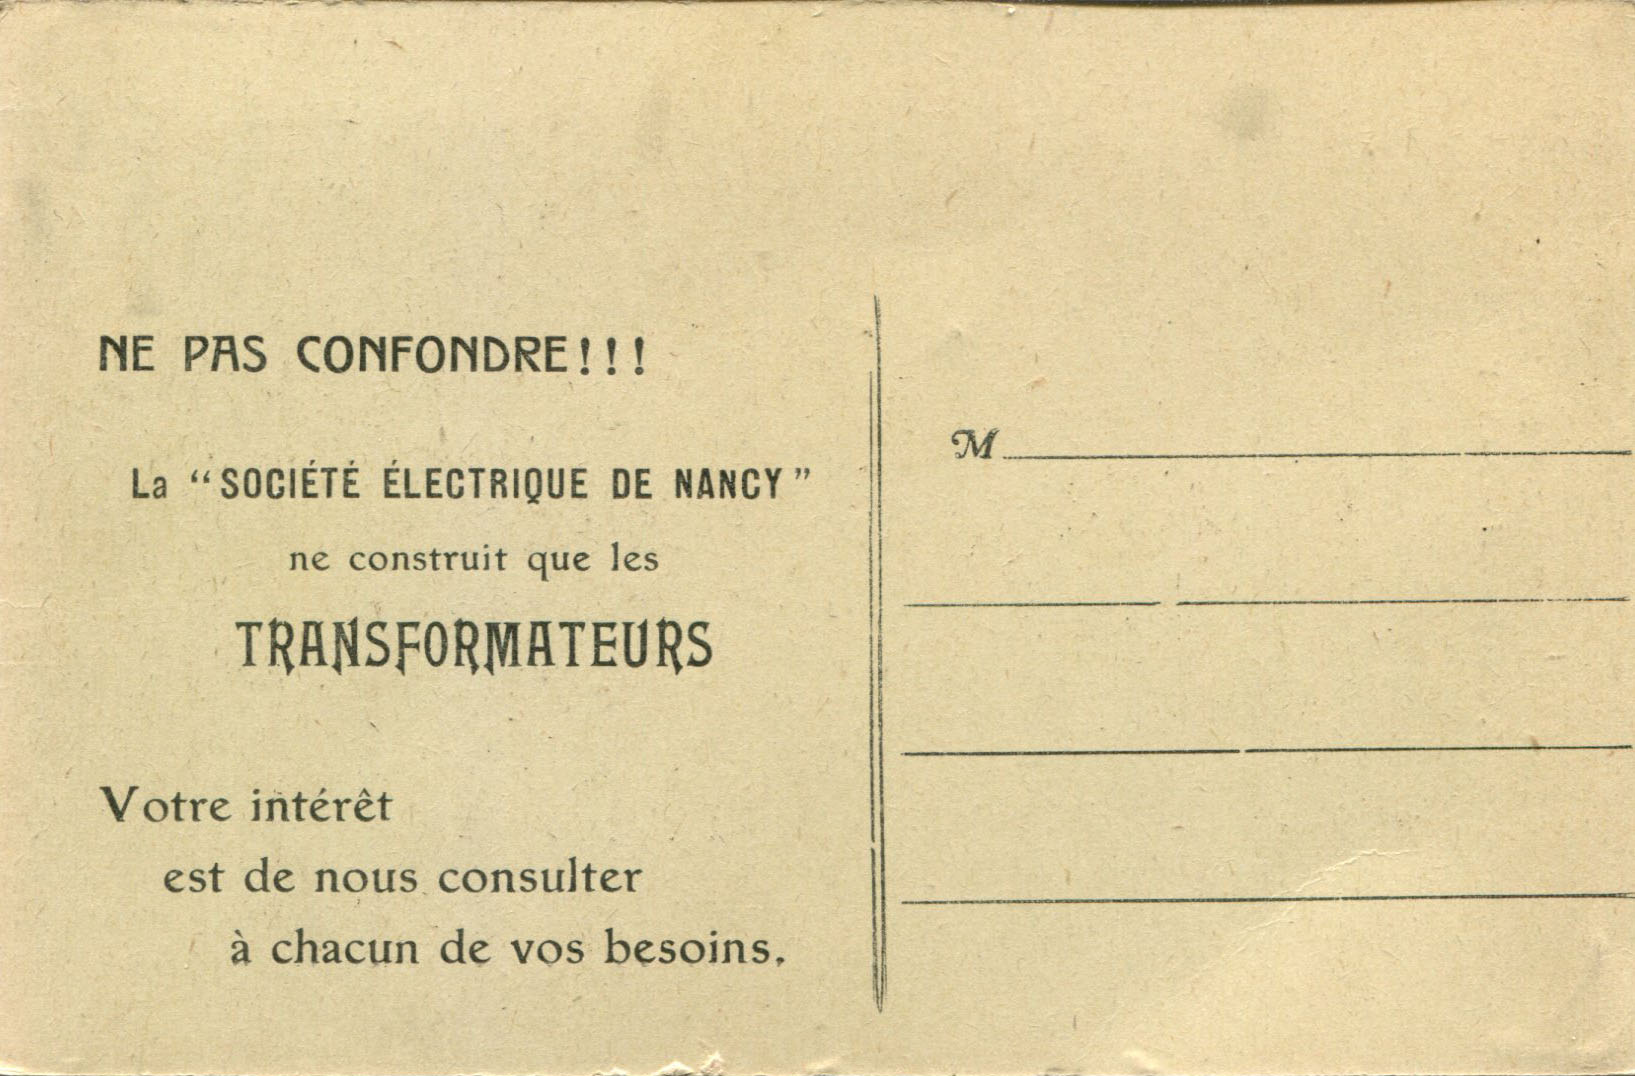 NE PAS CONFONDRE!!!
La "SOCIÉTÉ ÉLECTRIQUE DE NANCY"
ne construit que les
TRANSFORMATEURS
Votre intérêt
est de nous consulter
à chacun de vos besoins.
M